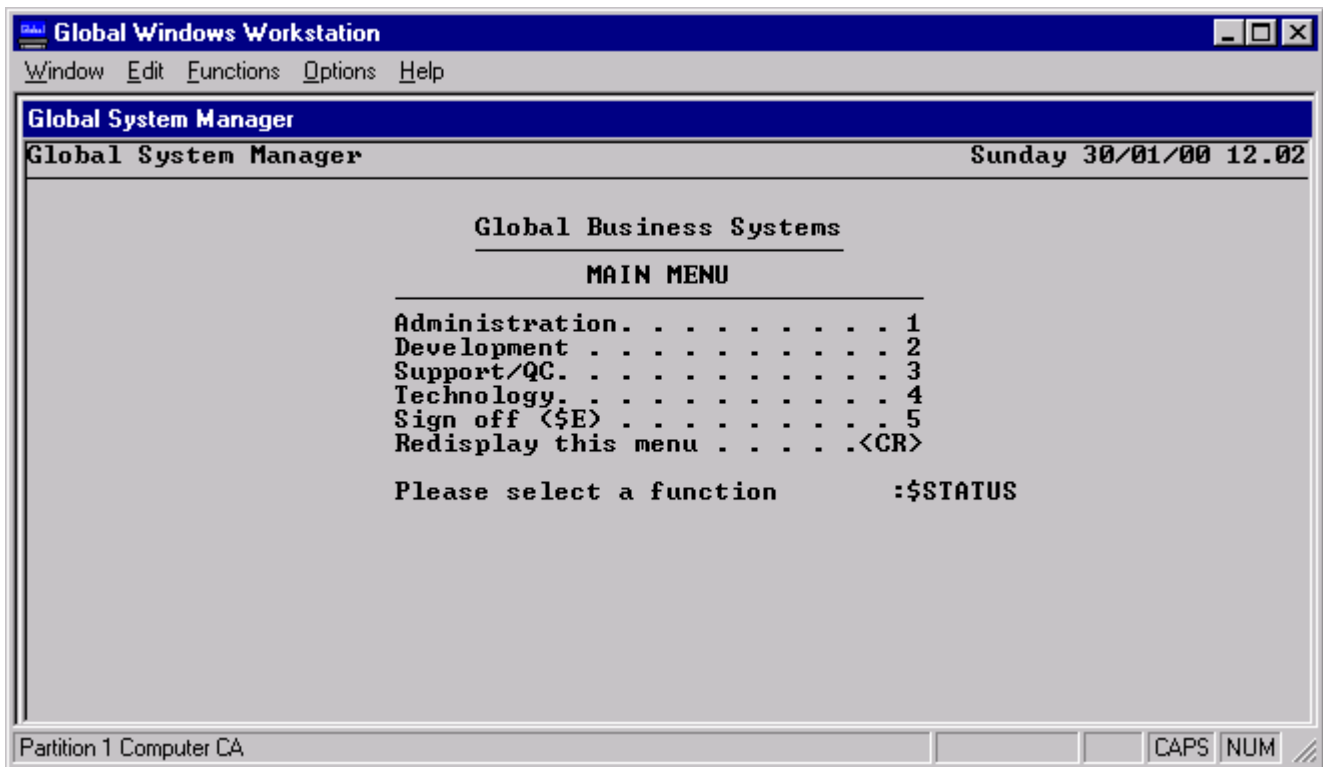 Global Windows Workstation
Window Edit Functions Options Help
Global System Manager
Global System Manager Sunday 30/01/00 12.02
Global Business Systems
MAIN MENU
Administration. . . . . . . . . . 1
Development . . . . . . . . . . . 2
Support/QC. . . . . . . . . . . . 3
Technology. . . . . . . . . . . . 4
Sign off ($E) . . . . . . . . . . 5
Redisplay this menu . . . . .<CR>
Please select a function :$STATUS
Partition 1 Computer CA CAPS NUM